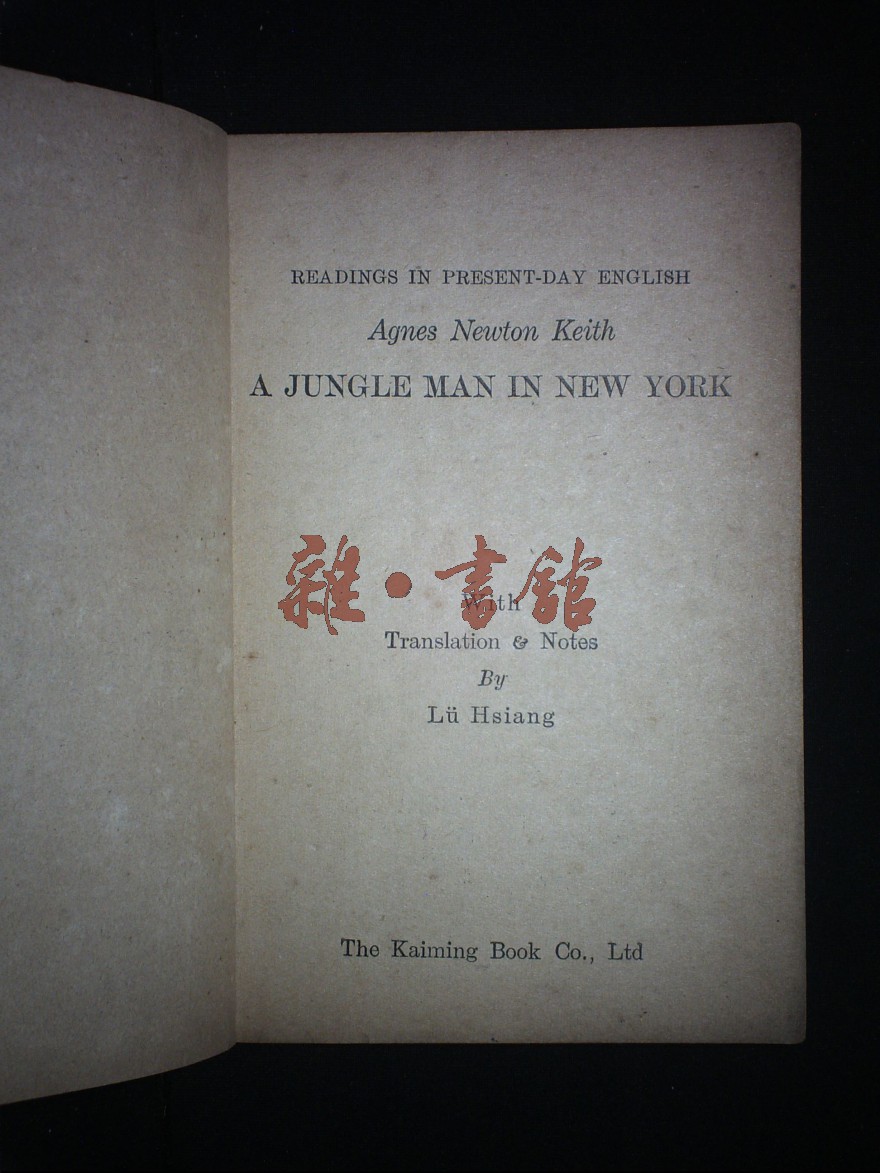 READINGS IN PRESENT-DAY ENGLISH
Agnes Newton Keith
A JUNGLE MAN IN NEW YORK
雜·書館
With
Translation & Notes
By
Lü Hsiang
The Kaiming Book Co., Ltd